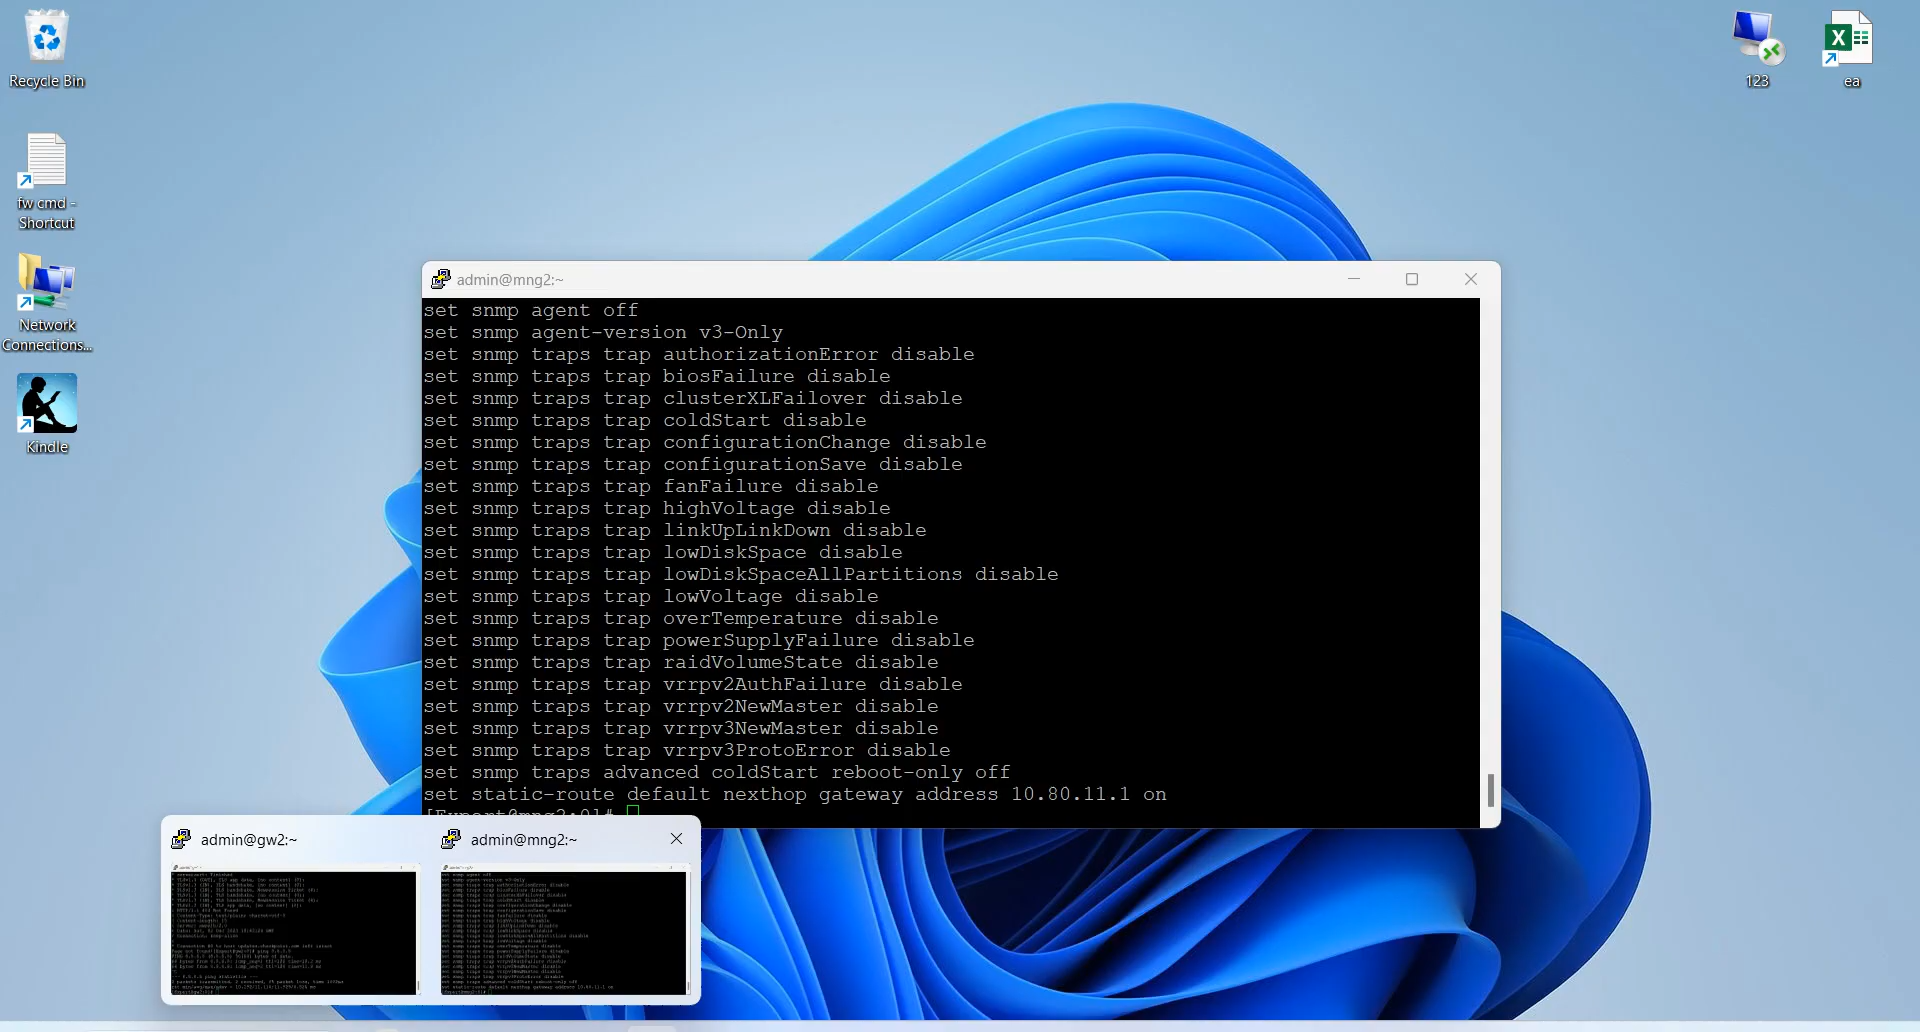 Recycle Bin
fw cmd -
Shortcut
Network
Connections...
Kindle
123
ea
admin@mng2:~
set snmp agent off
set snmp agent-version v3-Only
set snmp traps trap authorizationError disable
set snmp traps trap biosFailure disable
set snmp traps trap clusterXLFailover disable
set snmp traps trap coldStart disable
set snmp traps trap configurationChange disable
set snmp traps trap configurationSave disable
set snmp traps trap fanFailure disable
set snmp traps trap highVoltage disable
set snmp traps trap linkUpLinkDown disable
set snmp traps trap lowDiskSpace disable
set snmp traps trap lowDiskSpaceAllPartitions disable
set snmp traps trap lowVoltage disable
set snmp traps trap overTemperature disable
set snmp traps trap powerSupplyFailure disable
set snmp traps trap raidVolumeState disable
set snmp traps trap vrrpv2AuthFailure disable
set snmp traps trap vrrpv2NewMaster disable
set snmp traps trap vrrpv3NewMaster disable
set snmp traps trap vrrpv3ProtoError disable
set snmp traps advanced coldStart reboot-only off
set static-route default nexthop gateway address 10.80.11.1 on
[Expert@mng2:0]#
admin@gw2:~
admin@mng2:~